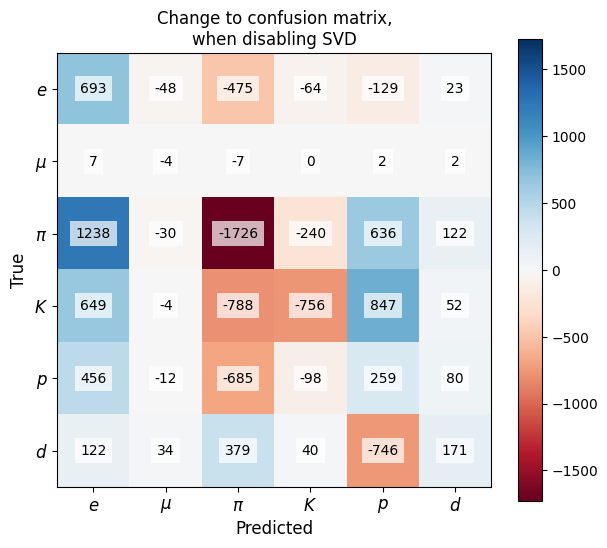 Change to confusion matrix,
when disabling SVD
True
e 693 -48 -475 -64 -129 23
μ 7 -4 -7 0 2 2
π 1238 -30 -1726 -240 636 122
K 649 -4 -788 -756 847 52
p 456 -12 -685 -98 259 80
d 122 34 379 40 -746 171
e μ π K p d
Predicted
1500
1000
500
0
−500
−1000
−1500